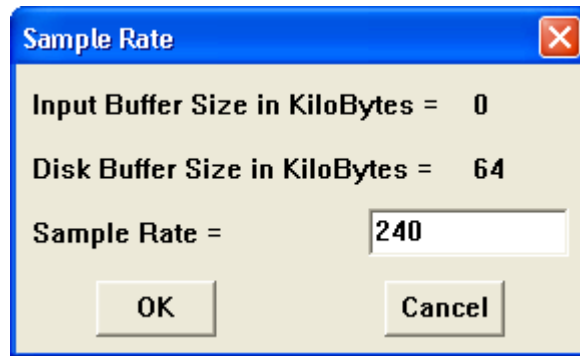 Sample Rate
Input Buffer Size in KiloBytes = 0
Disk Buffer Size in KiloBytes = 64
Sample Rate = 240
OK Cancel